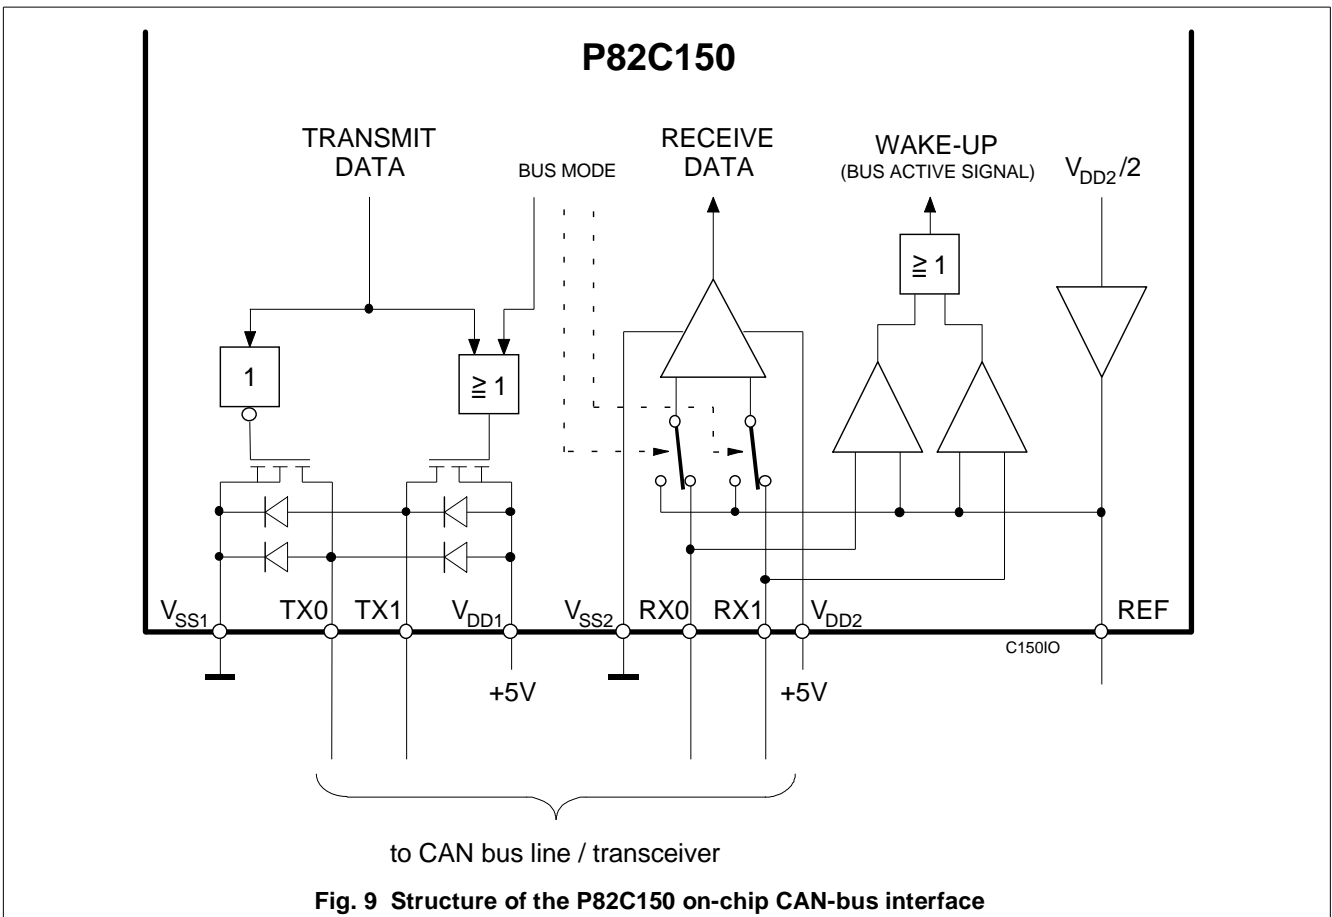 P82C150
TRANSMIT
DATA
BUS MODE
RECEIVE
DATA
WAKE-UP
(BUS ACTIVE SIGNAL)
VDD2/2
≧ 1
1
≧ 1
VSS1
TX0
TX1
VDD1
VSS2
RX0
RX1
VDD2
REF
C150IO
+5V
+5V
to CAN bus line / transceiver
Fig. 9 Structure of the P82C150 on-chip CAN-bus interface